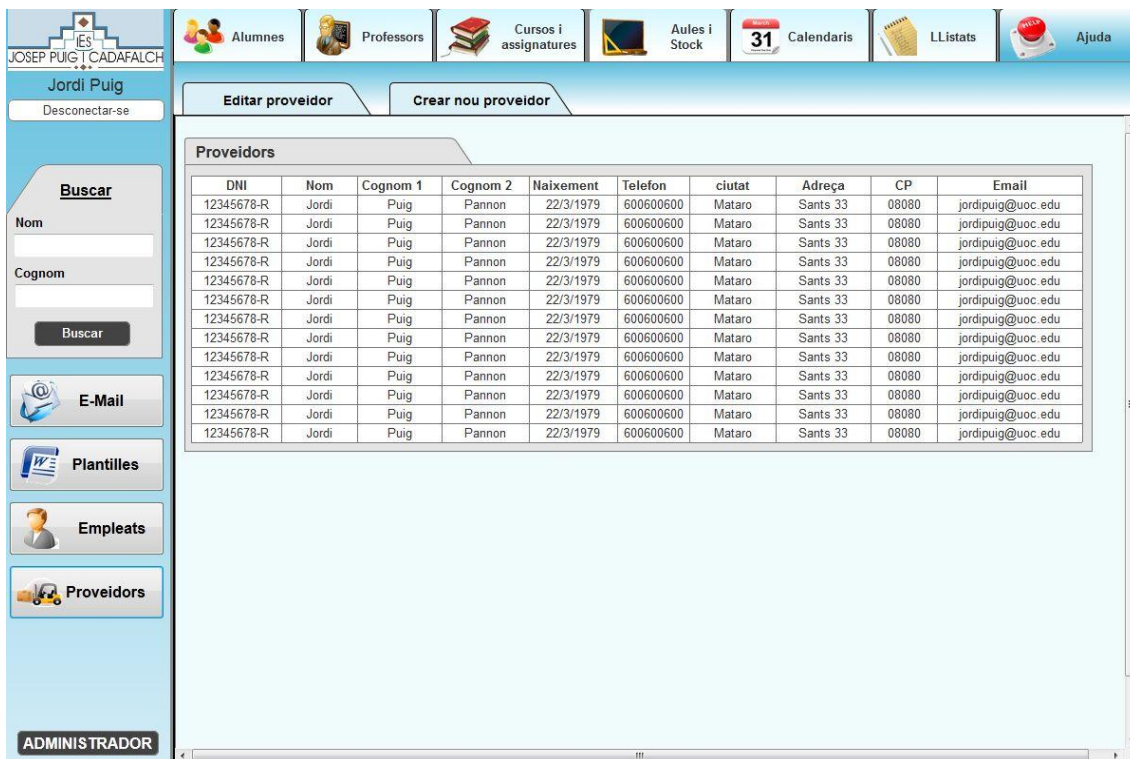 IES
JOSEP PUIG I CADAFALCH
Alumnes
Professors
Cursos i
assignatures
Aules i
Stock
March
31
Calendaris
LListats
HELP
Ajuda
Jordi Puig
Desconectar-se
Editar proveidor
Crear nou proveidor
Buscar
Nom
Cognom
Buscar
E-Mail
Plantilles
Empleats
Proveidors
ADMINISTRADOR
Proveidors
DNI Nom Cognom 1 Cognom 2 Naixement Telefon ciutat Adreça CP Email
12345678-R Jordi Puig Pannon 22/3/1979 600600600 Mataro Sants 33 08080 jordipuig@uoc.edu
12345678-R Jordi Puig Pannon 22/3/1979 600600600 Mataro Sants 33 08080 jordipuig@uoc.edu
12345678-R Jordi Puig Pannon 22/3/1979 600600600 Mataro Sants 33 08080 jordipuig@uoc.edu
12345678-R Jordi Puig Pannon 22/3/1979 600600600 Mataro Sants 33 08080 jordipuig@uoc.edu
12345678-R Jordi Puig Pannon 22/3/1979 600600600 Mataro Sants 33 08080 jordipuig@uoc.edu
12345678-R Jordi Puig Pannon 22/3/1979 600600600 Mataro Sants 33 08080 jordipuig@uoc.edu
12345678-R Jordi Puig Pannon 22/3/1979 600600600 Mataro Sants 33 08080 jordipuig@uoc.edu
12345678-R Jordi Puig Pannon 22/3/1979 600600600 Mataro Sants 33 08080 jordipuig@uoc.edu
12345678-R Jordi Puig Pannon 22/3/1979 600600600 Mataro Sants 33 08080 jordipuig@uoc.edu
12345678-R Jordi Puig Pannon 22/3/1979 600600600 Mataro Sants 33 08080 jordipuig@uoc.edu
12345678-R Jordi Puig Pannon 22/3/1979 600600600 Mataro Sants 33 08080 jordipuig@uoc.edu
12345678-R Jordi Puig Pannon 22/3/1979 600600600 Mataro Sants 33 08080 jordipuig@uoc.edu
12345678-R Jordi Puig Pannon 22/3/1979 600600600 Mataro Sants 33 08080 jordipuig@uoc.edu